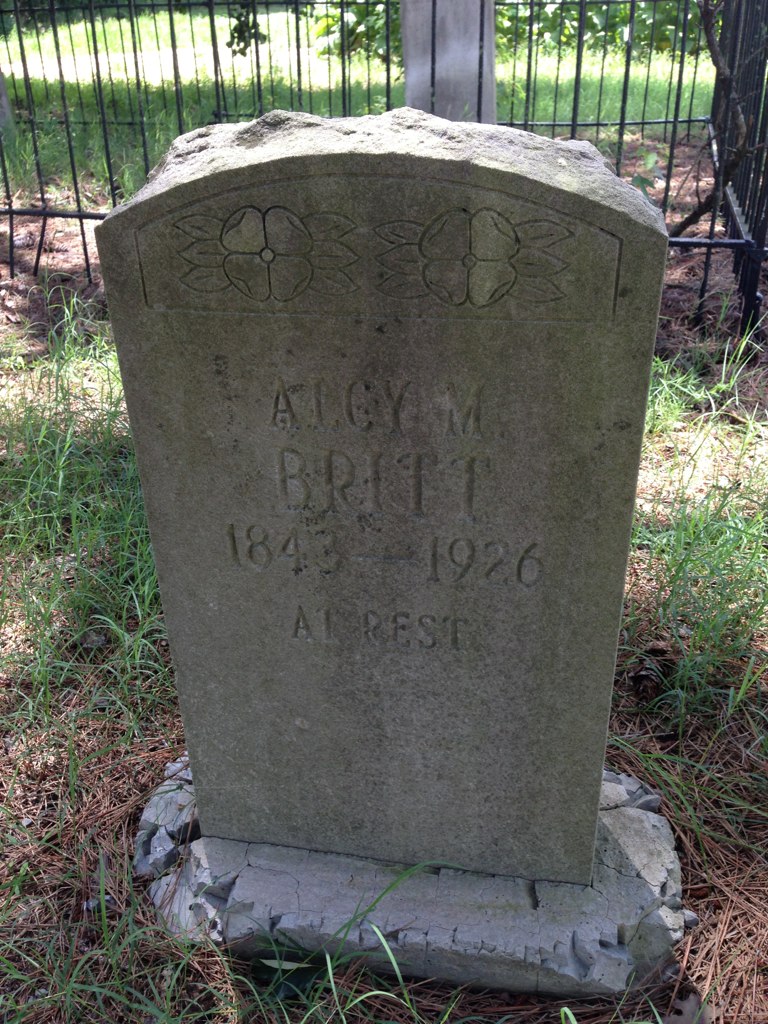 ALCY M.
BRITT
1843 — 1926
AT REST